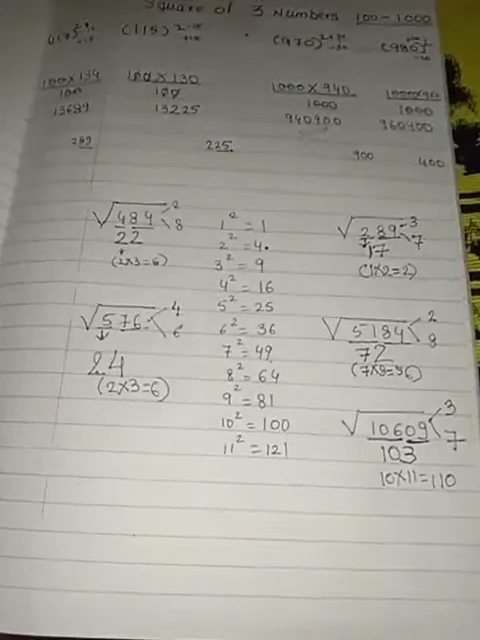 Square of 3 Numbers 100-1000
(115)² (970)² (980)²
100 × 134 100 × 130 1000 × 940
100 100 1000 1000
13689 13225 940900 960400
289 225 900 400
√484 2 8
22
(2×3=6)
1² = 1
2² = 4
3² = 9
4² = 16
5² = 25
6² = 36
7² = 49
8² = 64
9² = 81
10² = 100
11² = 121
√289 3 7
17
(1×2=2)
√576 4 6
24
(2×3=6)
√5184 2 8
72
(7×8=56)
√10609 3 7
103
10×11=110